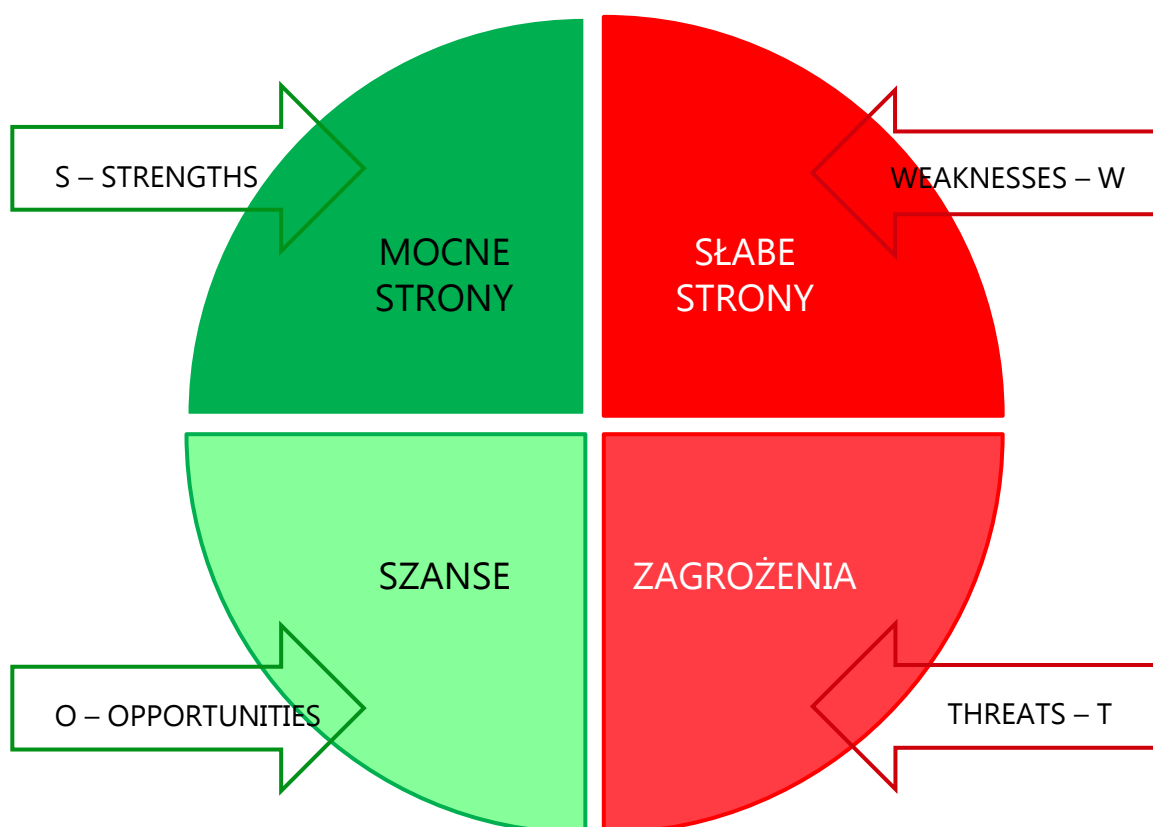 S – STRENGTHS
WEAKNESSES – W
MOCNE
STRONY
SŁABE
STRONY
SZANSE
ZAGROŻENIA
O – OPPORTUNITIES
THREATS – T